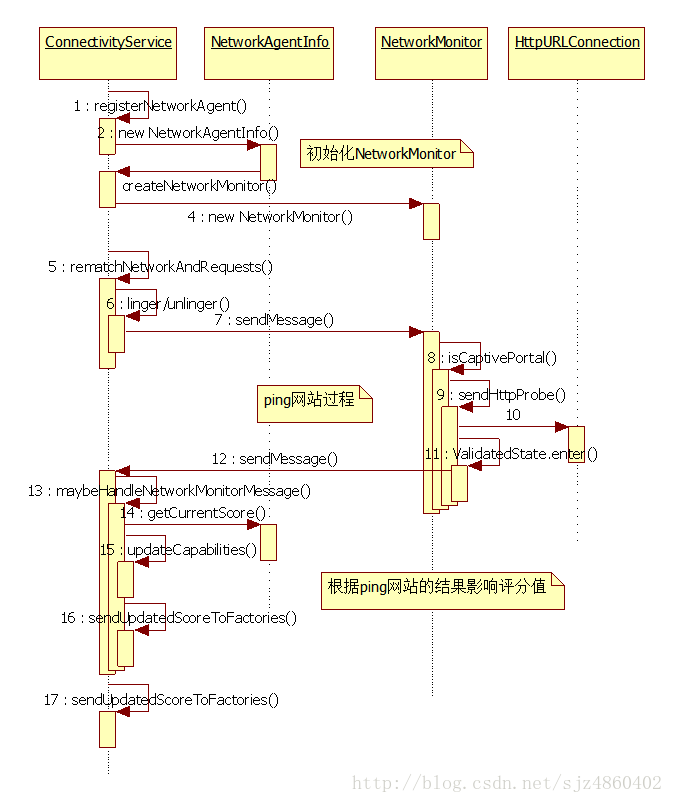 ConnectivityService
NetworkAgentInfo
NetworkMonitor
HttpURLConnection
1 : registerNetworkAgent()
2 : new NetworkAgentInfo()
初始化NetworkMonitor
createNetworkMonitor()
4 : new NetworkMonitor()
5 : rematchNetworkAndRequests()
6 : linger/unlinger()
7 : sendMessage()
8 : isCaptivePortal()
9 : sendHttpProbe()
ping网站过程
10
11 : ValidatedState.enter()
12 : sendMessage()
13 : maybeHandleNetworkMonitorMessage()
14 : getCurrentScore()
15 : updateCapabilities()
根据ping网站的结果影响评分值
16 : sendUpdatedScoreToFactories()
17 : sendUpdatedScoreToFactories()
http://blog.csdn.net/sjz4860402